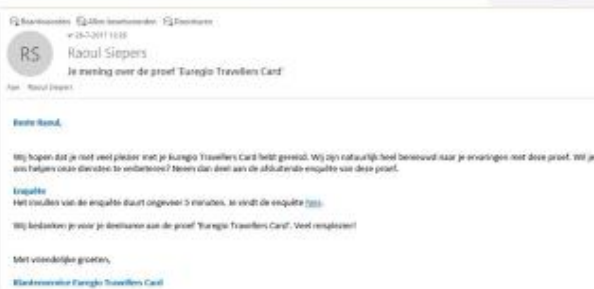 Beantwoorden Allen beantwoorden Doorsturen
RS
Raoul Siepers
Je mening over de proef 'Euregio Travellers Card'
Aan Raoul Siepers
Beste Raoul,
Wij hopen dat je met veel plezier met je Euregio Travellers Card hebt gereisd. Wij zijn natuurlijk heel benieuwd naar je ervaringen met deze proef. Wil je
ons helpen onze diensten te verbeteren? Neem dan deel aan de afsluitende enquête van deze proef.
Enquête
Het invullen van de enquête duurt ongeveer 5 minuten. Je vindt de enquête hier.
Wij bedanken je voor je deelname aan de proef 'Euregio Travellers Card'. Veel reisplezier!
Met vriendelijke groeten,
Klantenservice Euregio Travellers Card